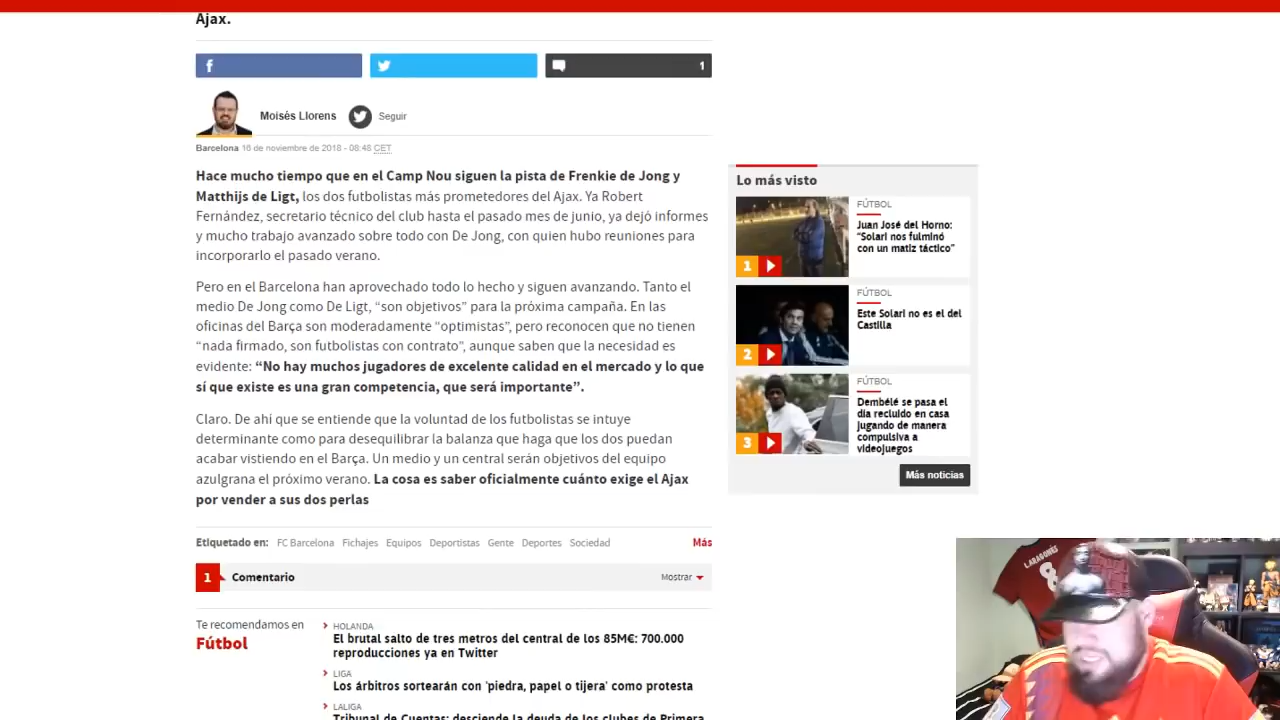 Ajax.
1
Moisés Llorens
Seguir
Barcelona 16 de noviembre de 2018 - 08:48 CET
Hace mucho tiempo que en el Camp Nou siguen la pista de Frenkie de Jong y
Matthijs de Ligt, los dos futbolistas más prometedores del Ajax. Ya Robert
Fernández, secretario técnico del club hasta el pasado mes de junio, ya dejó informes
y mucho trabajo avanzado sobre todo con De Jong, con quien hubo reuniones para
incorporarlo el pasado verano.
Pero en el Barcelona han aprovechado todo lo hecho y siguen avanzando. Tanto el
medio De Jong como De Ligt, “son objetivos” para la próxima campaña. En las
oficinas del Barça son moderadamente “optimistas”, pero reconocen que no tienen
“nada firmado, son futbolistas con contrato”, aunque saben que la necesidad es
evidente: “No hay muchos jugadores de excelente calidad en el mercado y lo que
sí que existe es una gran competencia, que será importante”.
Claro. De ahí que se entiende que la voluntad de los futbolistas se intuye
determinante como para desequilibrar la balanza que haga que los dos puedan
acabar vistiendo en el Barça. Un medio y un central serán objetivos del equipo
azulgrana el próximo verano. La cosa es saber oficialmente cuánto exige el Ajax
por vender a sus dos perlas
Etiquetado en: FC Barcelona Fichajes Equipos Deportistas Gente Deportes Sociedad Más
1 Comentario Mostrar
Te recomendamos en
Fútbol
HOLANDA
El brutal salto de tres metros del central de los 85M€: 700.000
reproducciones ya en Twitter
LIGA
Los árbitros sortearán con 'piedra, papel o tijera' como protesta
LALIGA
Tribunal de Cuentas: desciende la deuda de los clubes de Primera
Lo más visto
FÚTBOL
Juan José del Horno:
“Solari nos fulminó
con un matiz táctico”
1
FÚTBOL
Este Solari no es el del
Castilla
2
FÚTBOL
Dembélé se pasa el
día recluido en casa
jugando de manera
compulsiva a
videojuegos
3
Más noticias
L.ARAGONÉS
8